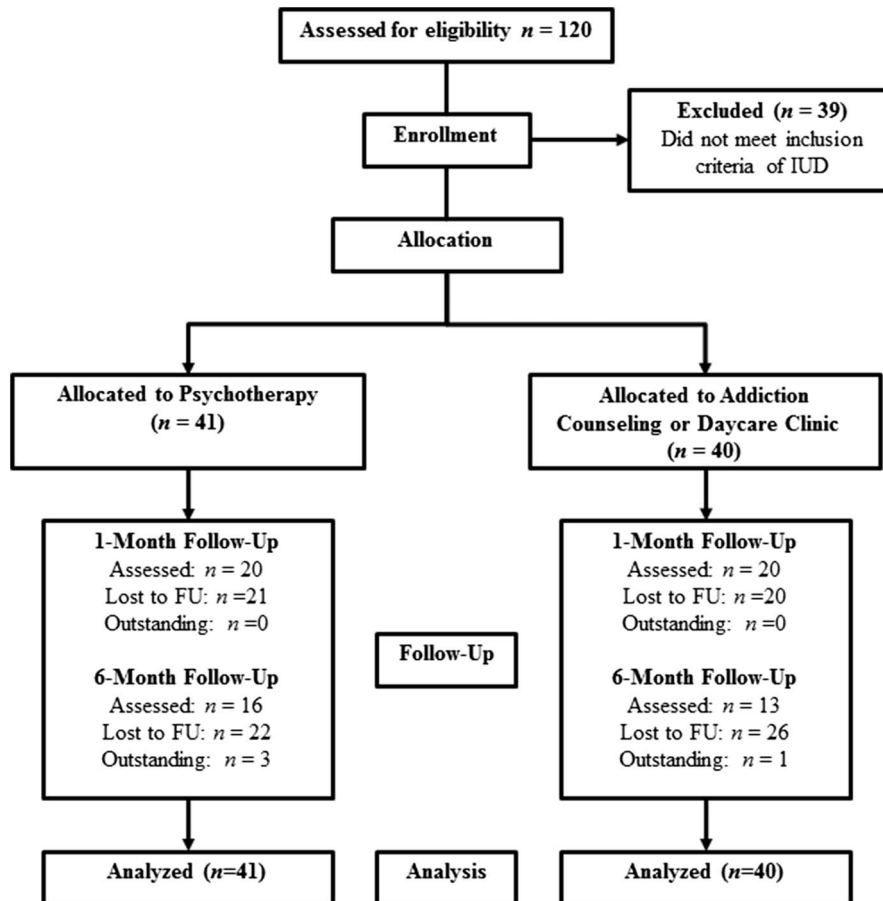 Assessed for eligibility n = 120
Enrollment
Excluded (n = 39)
Did not meet inclusion
criteria of IUD
Allocation
Allocated to Psychotherapy
(n = 41)
Allocated to Addiction
Counseling or Daycare Clinic
(n = 40)
1-Month Follow-Up
Assessed: n = 20
Lost to FU: n =21
Outstanding: n =0
6-Month Follow-Up
Assessed: n = 16
Lost to FU: n = 22
Outstanding: n = 3
Follow-Up
1-Month Follow-Up
Assessed: n = 20
Lost to FU: n =20
Outstanding: n =0
6-Month Follow-Up
Assessed: n = 13
Lost to FU: n = 26
Outstanding: n = 1
Analyzed (n=41)
Analysis
Analyzed (n=40)